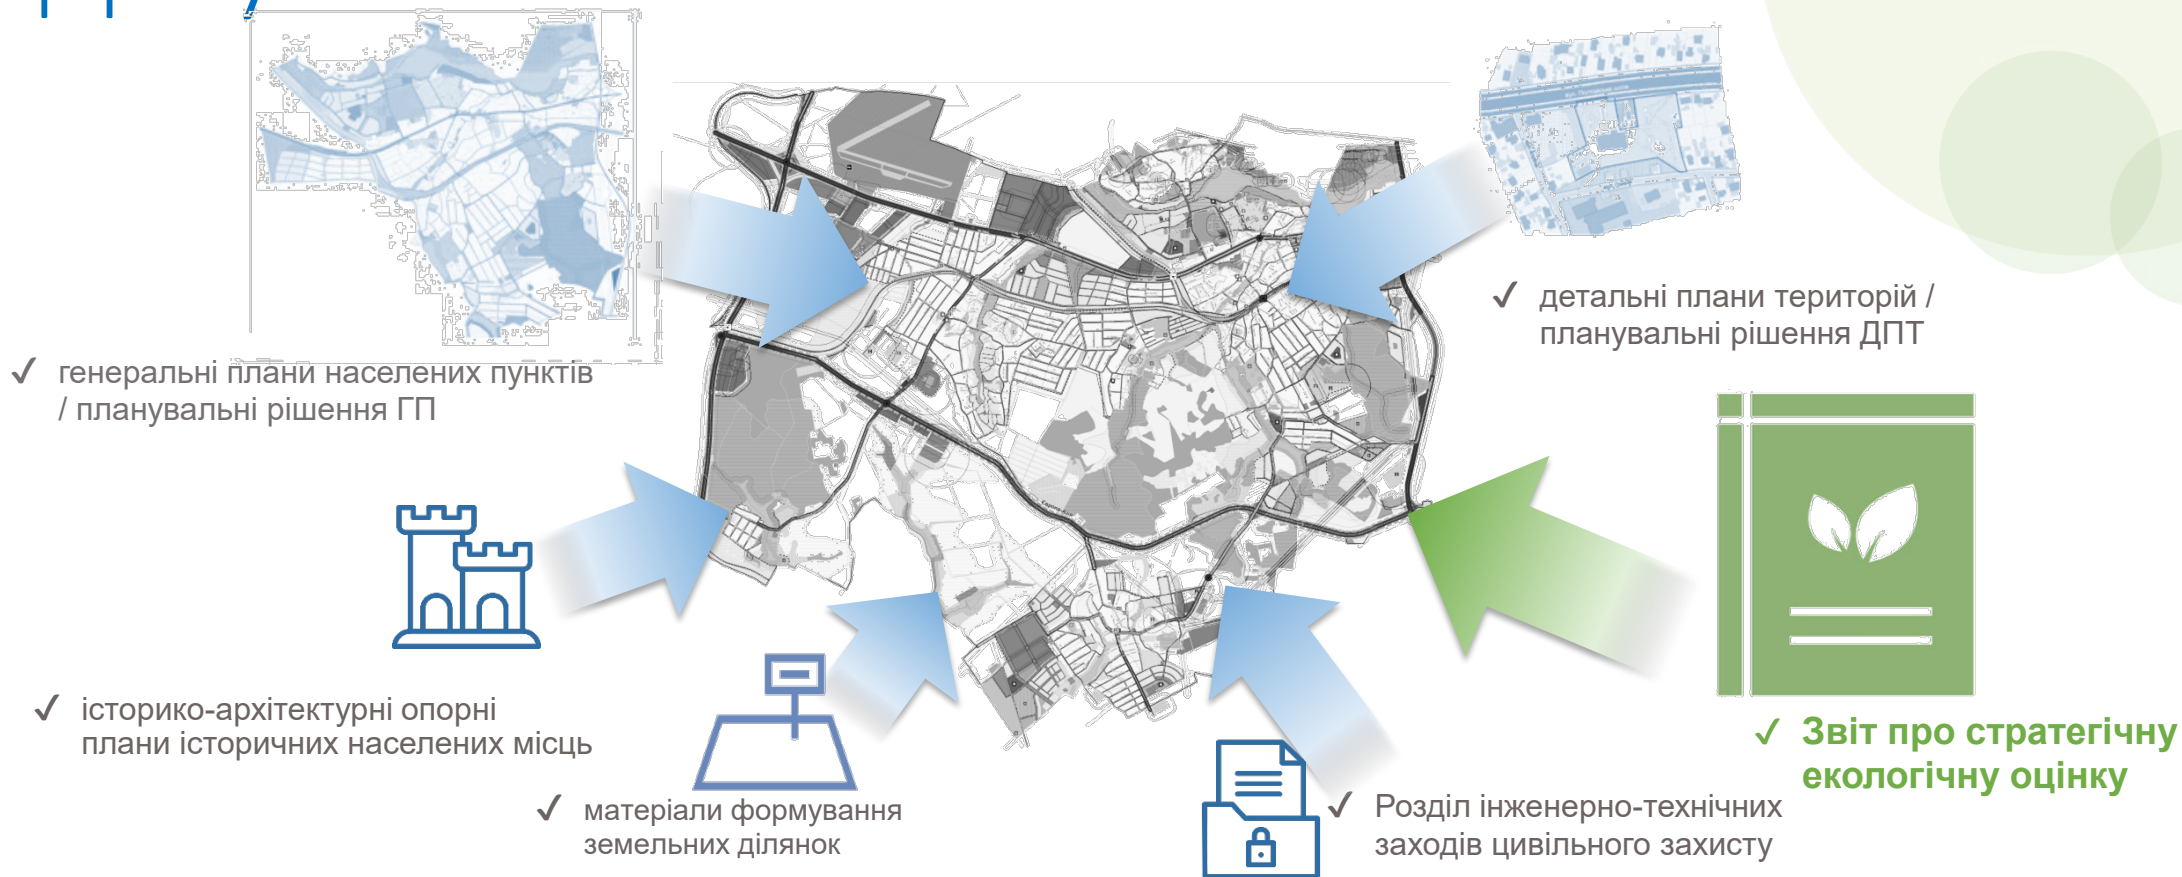 детальні плани територій /
планувальні рішення ДПТ
генеральні плани населених пунктів
/ планувальні рішення ГП
історико-архітектурні опорні
плани історичних населених місць
матеріали формування
земельних ділянок
Розділ інженерно-технічних
заходів цивільного захисту
Звіт про стратегічну
екологічну оцінку